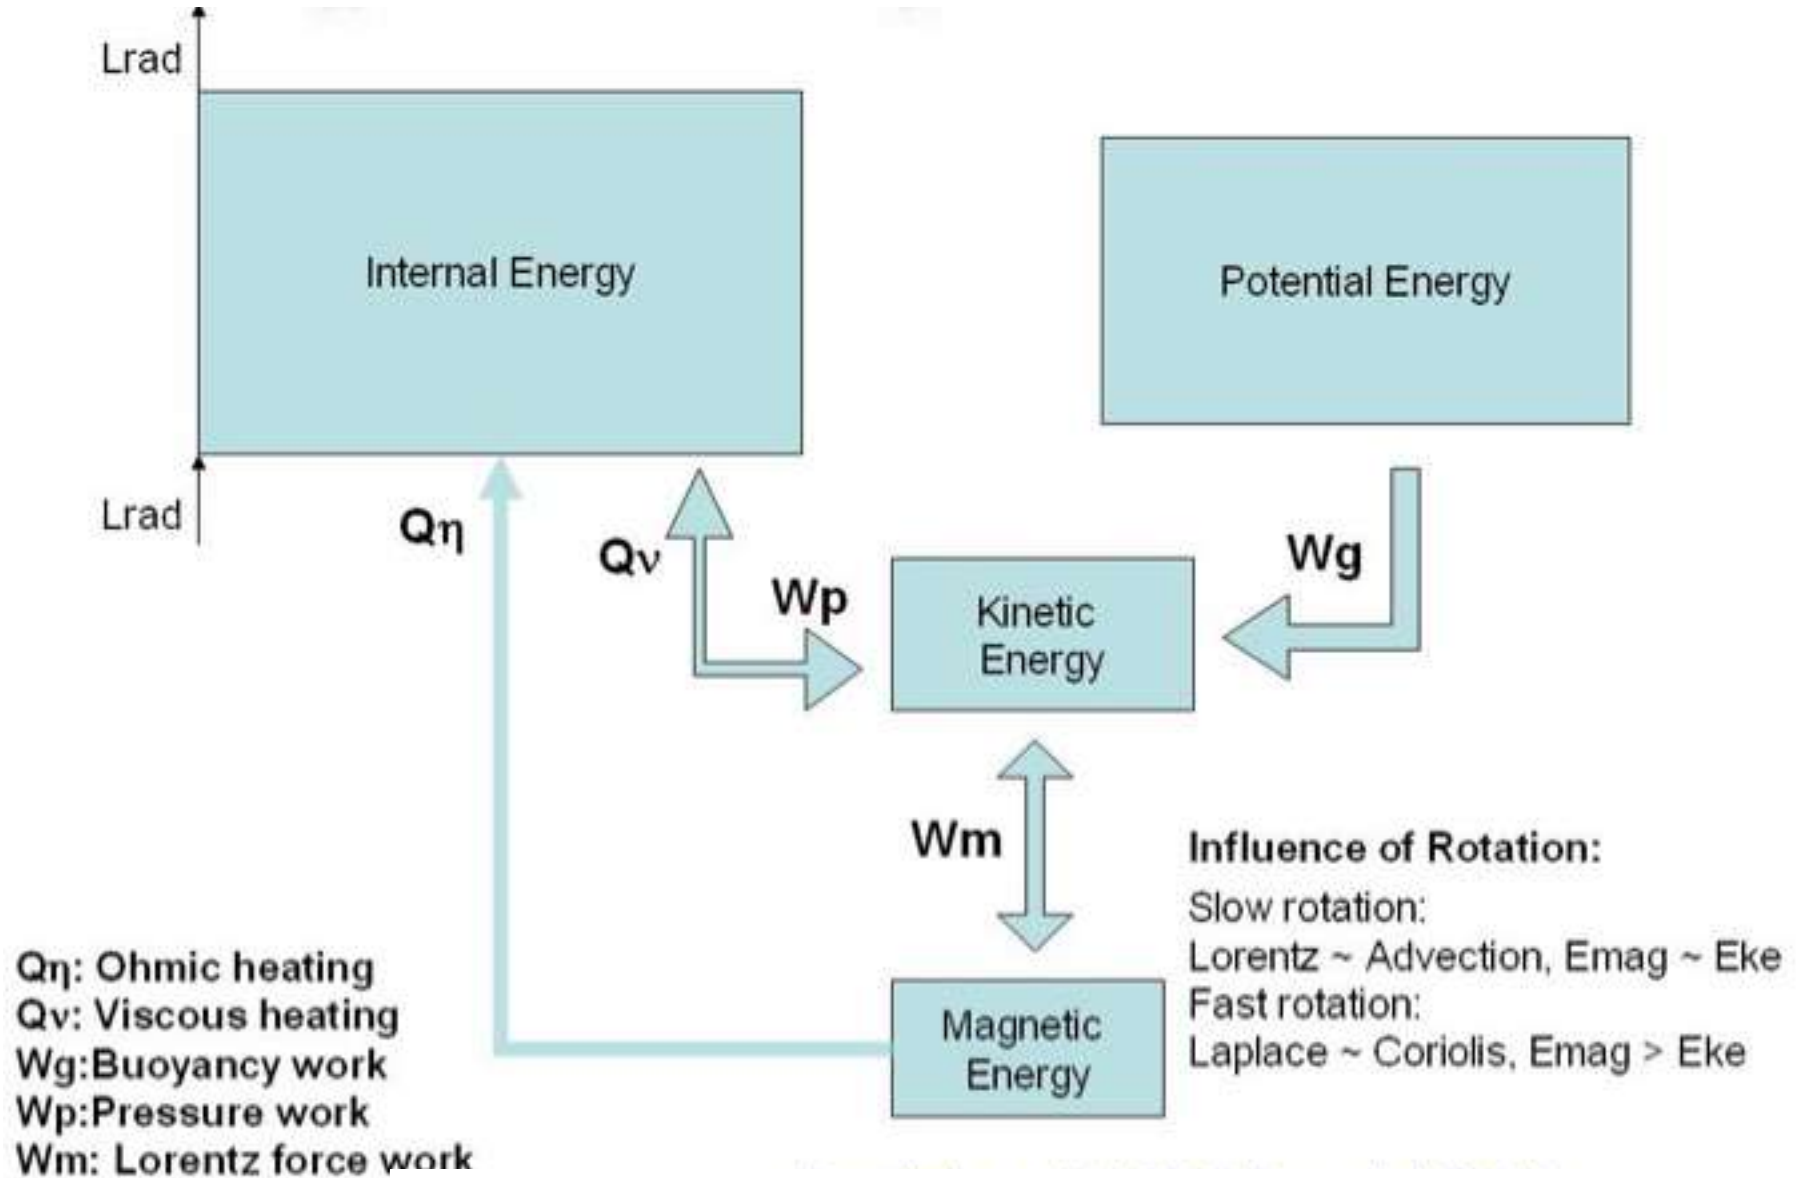 Lrad
Internal Energy
Potential Energy
Lrad
Qη
Qν
Wp
Wg
Kinetic
Energy
Wm
Influence of Rotation:
Slow rotation:
Lorentz ~ Advection, Emag ~ Eke
Fast rotation:
Laplace ~ Coriolis, Emag > Eke
Magnetic
Energy
Qη: Ohmic heating
Qν: Viscous heating
Wg:Buoyancy work
Wp:Pressure work
Wm: Lorentz force work